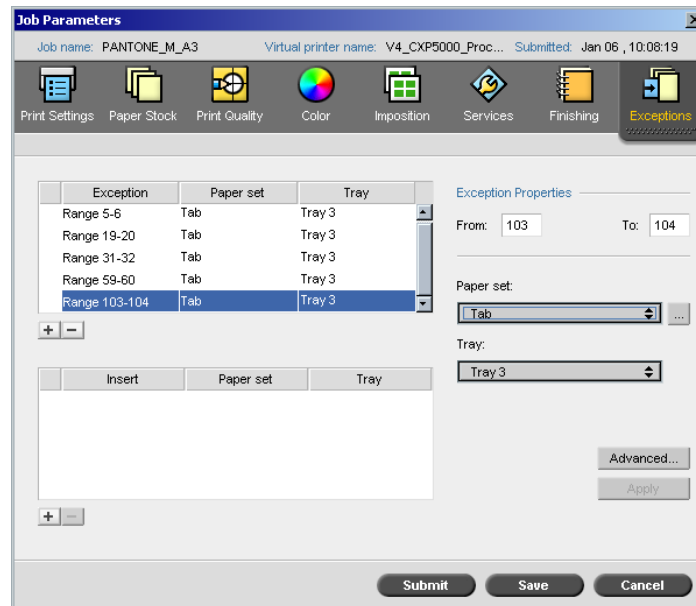 Job Parameters
Job name: PANTONE_M_A3 Virtual printer name: V4_CXP5000_Proc... Submitted: Jan 06 , 10:08:19
Print Settings Paper Stock Print Quality Color Imposition Services Finishing Exceptions
Exception Paper set Tray
Range 5-6 Tab Tray 3
Range 19-20 Tab Tray 3
Range 31-32 Tab Tray 3
Range 59-60 Tab Tray 3
Range 103-104 Tab Tray 3
+ −
Insert Paper set Tray
+ −
Exception Properties
From: 103 To: 104
Paper set:
Tab ...
Tray:
Tray 3
Advanced...
Apply
Submit Save Cancel